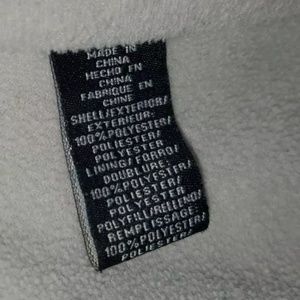 MADE IN
CHINA
HECHO EN
CHINA
FABRIQUE EN
CHINE
SHELL/EXTERIOR/
EXTERIEUR:
100%POLYESTER/
POLIESTER/
POLYESTER
LINING/FORRO/
DOUBLURE:
100%POLYESTER/
POLIESTER/
POLYESTER
POLYFILL/RELLENO/
REMPLISSAGE:
100%POLYESTER/
POLIESTER/